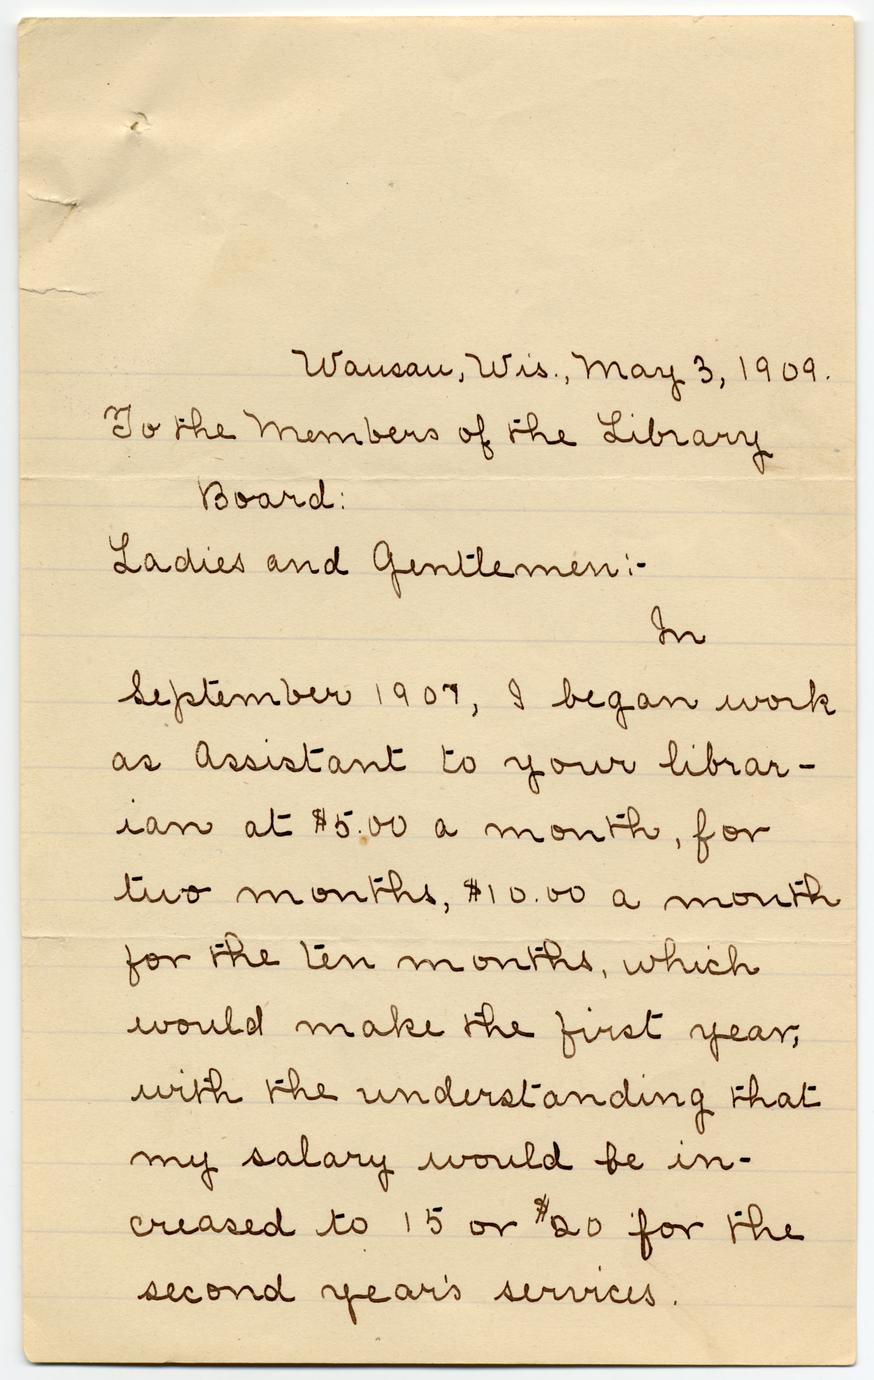 Wausau, Wis., May 3, 1909.
To the Members of the Library
Board:
Ladies and Gentlemen:-
In
September 1907, I began work
as Assistant to your librar-
ian at $5.00 a month, for
two months, $10.00 a month
for the ten months, which
would make the first year,
with the understanding that
my salary would be in-
creased to 15 or $20 for the
second year's services.